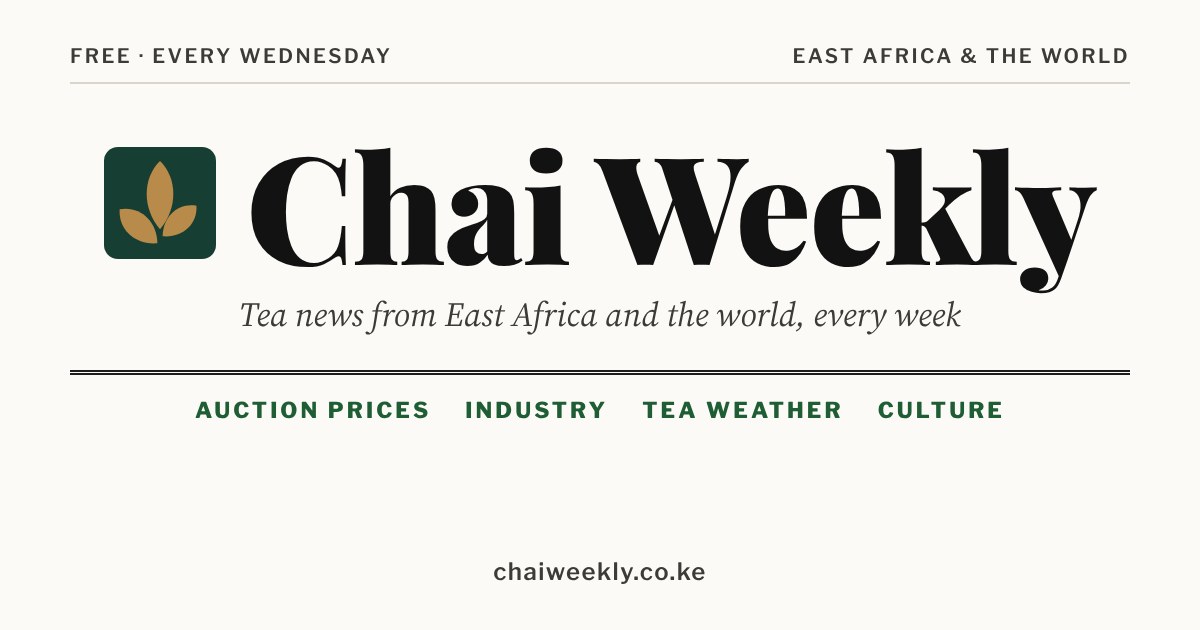 FREE · EVERY WEDNESDAY
EAST AFRICA & THE WORLD
Chai Weekly
Tea news from East Africa and the world, every week
AUCTION PRICES INDUSTRY TEA WEATHER CULTURE
chaiweekly.co.ke